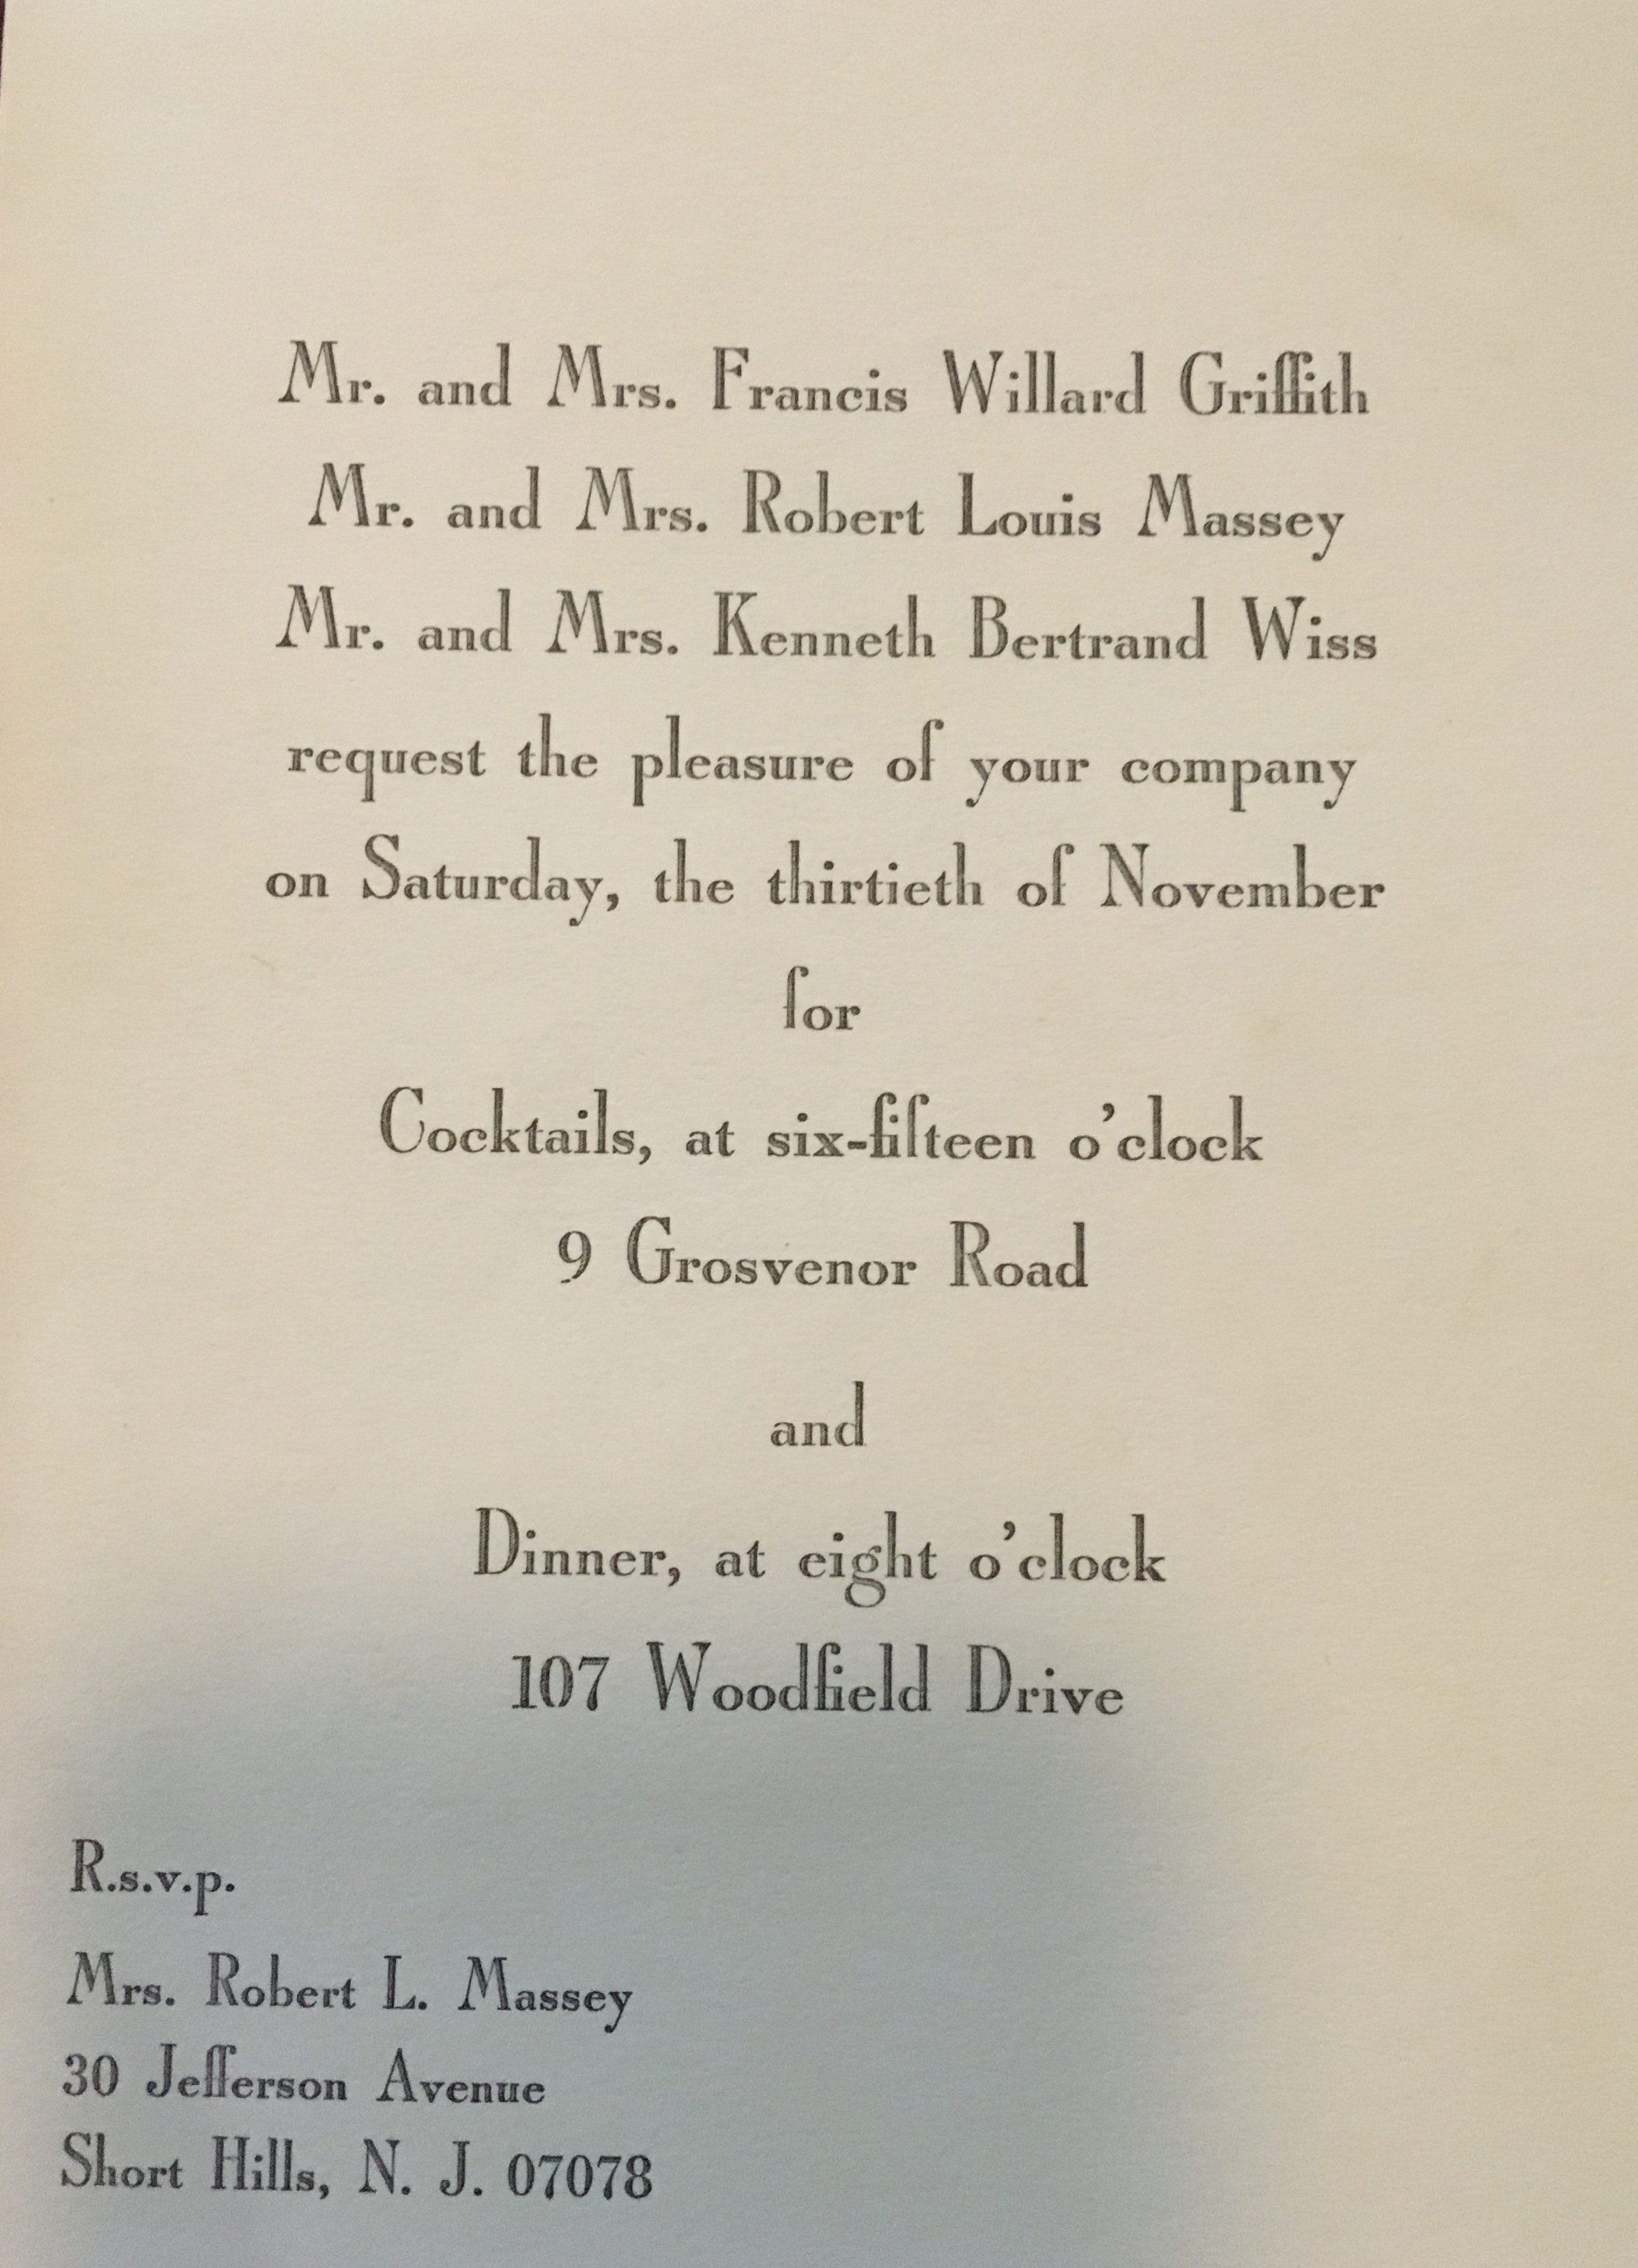 Mr. and Mrs. Francis Willard Griffith
Mr. and Mrs. Robert Louis Massey
Mr. and Mrs. Kenneth Bertrand Wiss
request the pleasure of your company
on Saturday, the thirtieth of November
for
Cocktails, at six-fifteen o'clock
9 Grosvenor Road
and
Dinner, at eight o'clock
107 Woodfield Drive
R.s.v.p.
Mrs. Robert L. Massey
30 Jefferson Avenue
Short Hills, N. J. 07078